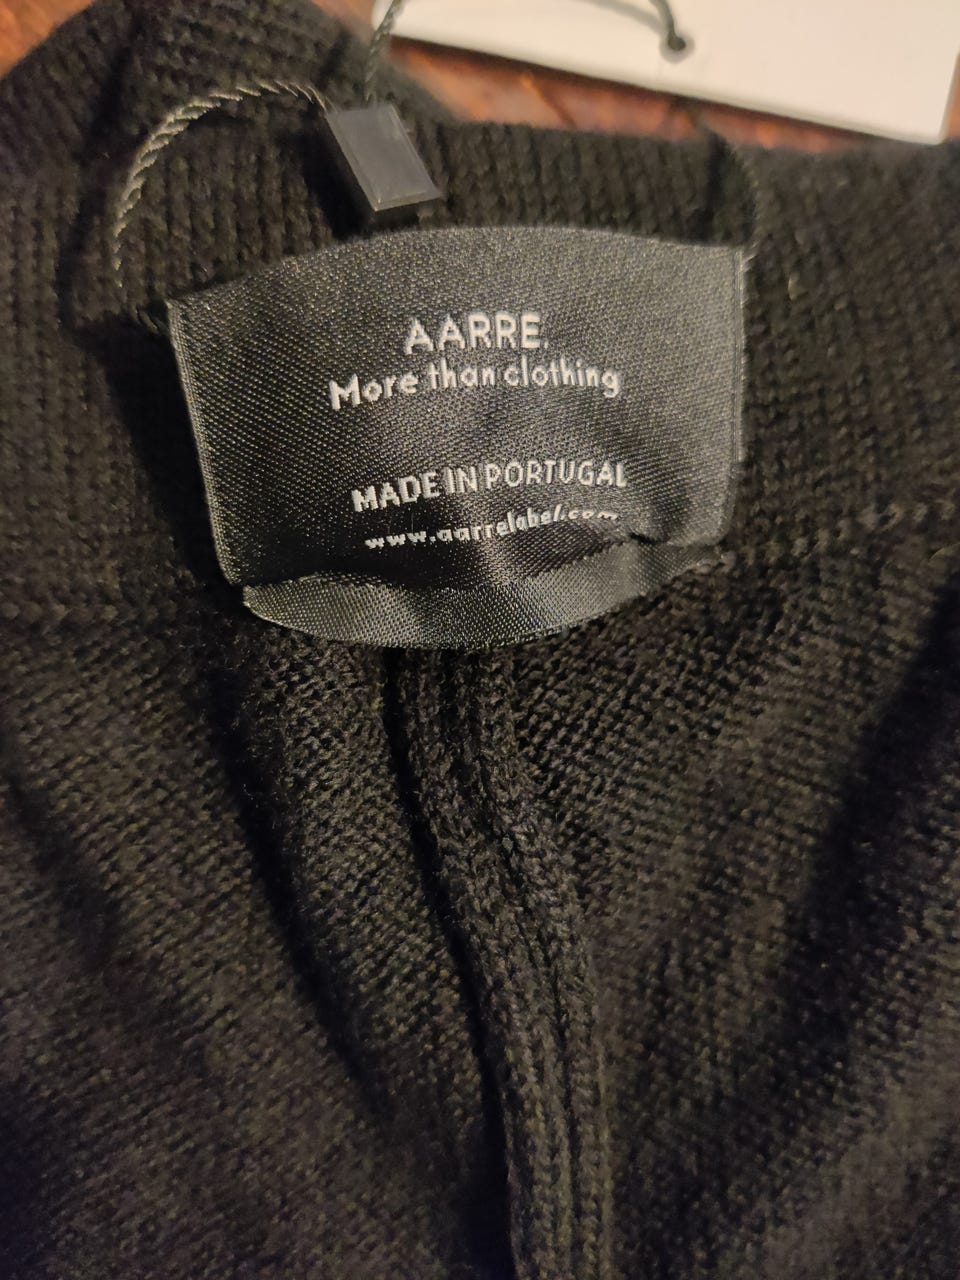 AARRE.
More than clothing
MADE IN PORTUGAL
www.aarrelabel.com